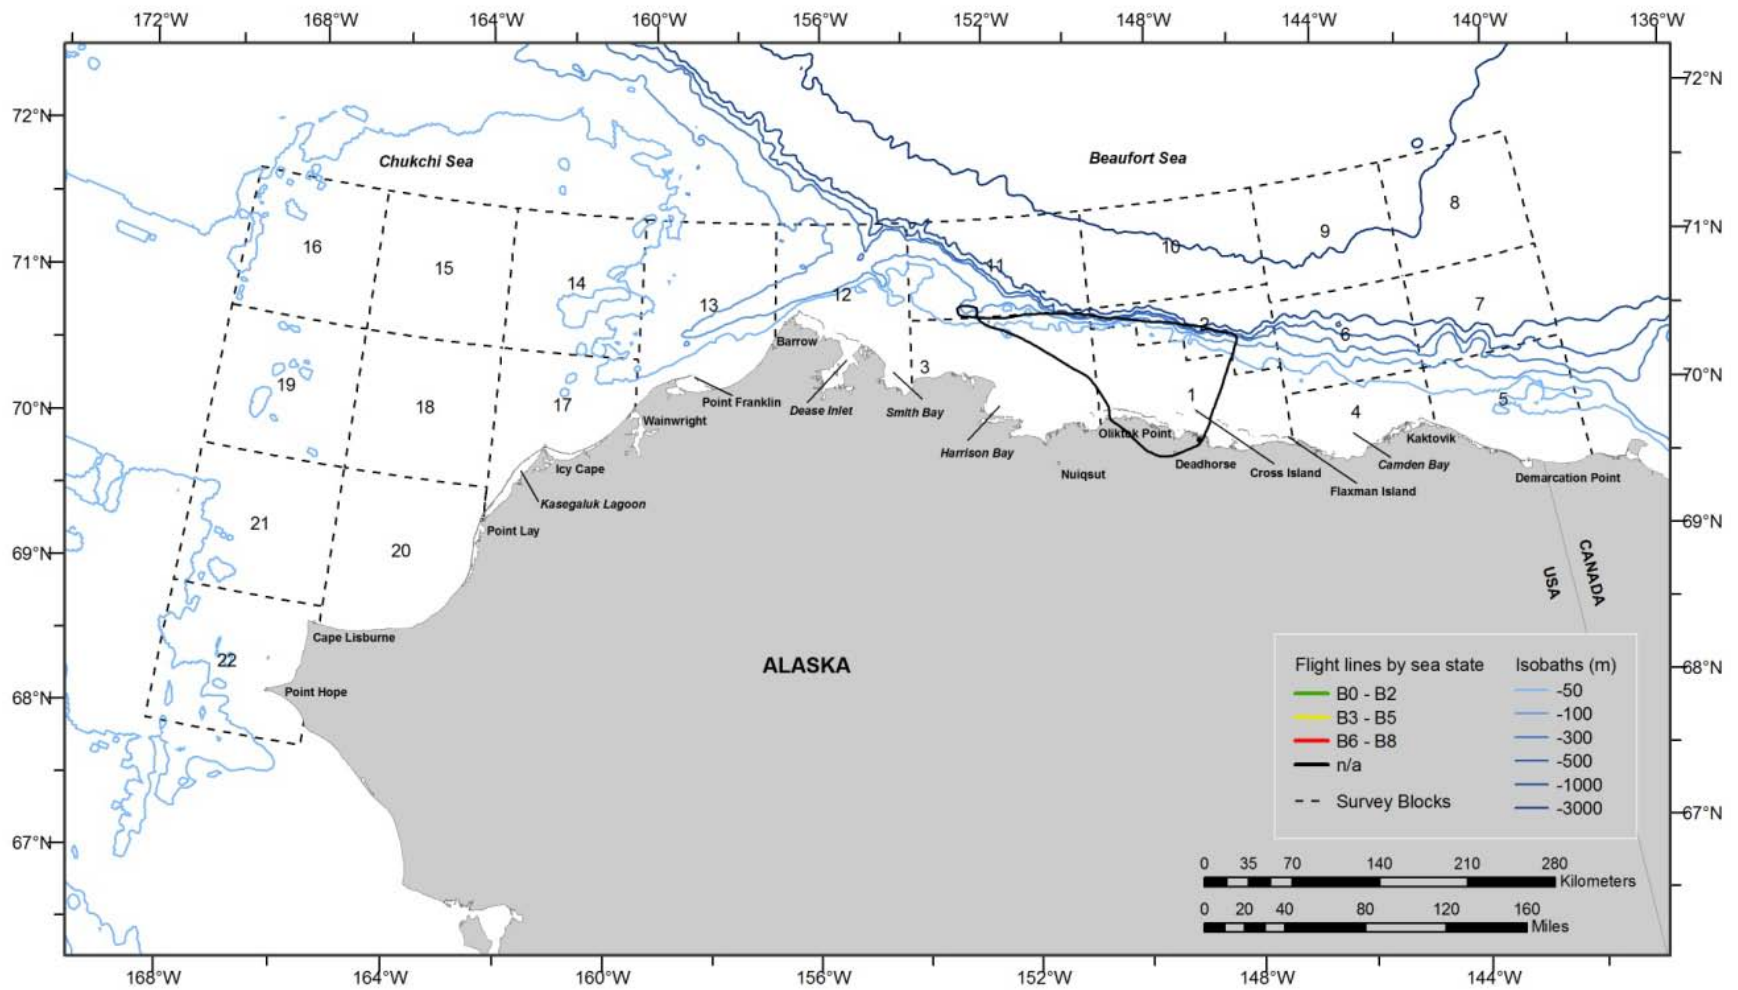 172°W 168°W 164°W 160°W 156°W 152°W 148°W 144°W 140°W 136°W
72°N
72°N
Chukchi Sea
Beaufort Sea
8
71°N
9
16
10
15
71°N
11
14
12
13
7
2
6
Barrow
3
70°N
19
1
5
Point Franklin
18
17
70°N
Dease Inlet
Smith Bay
4
Wainwright
Oliktok Point
Kaktovik
Harrison Bay
Deadhorse
Camden Bay
Icy Cape
Nuiqsut
Cross Island
Demarcation Point
Flaxman Island
Kasegaluk Lagoon
21
69°N
Point Lay
20
69°N
CANADA
USA
Cape Lisburne
22
ALASKA
68°N
Point Hope
68°N
Flight lines by sea state
B0 - B2
B3 - B5
B6 - B8
n/a
Survey Blocks
Isobaths (m)
-50
-100
-300
-500
-1000
-3000
67°N
67°N
0 35 70 140 210 280
Kilometers
0 20 40 80 120 160
Miles
168°W 164°W 160°W 156°W 152°W 148°W 144°W